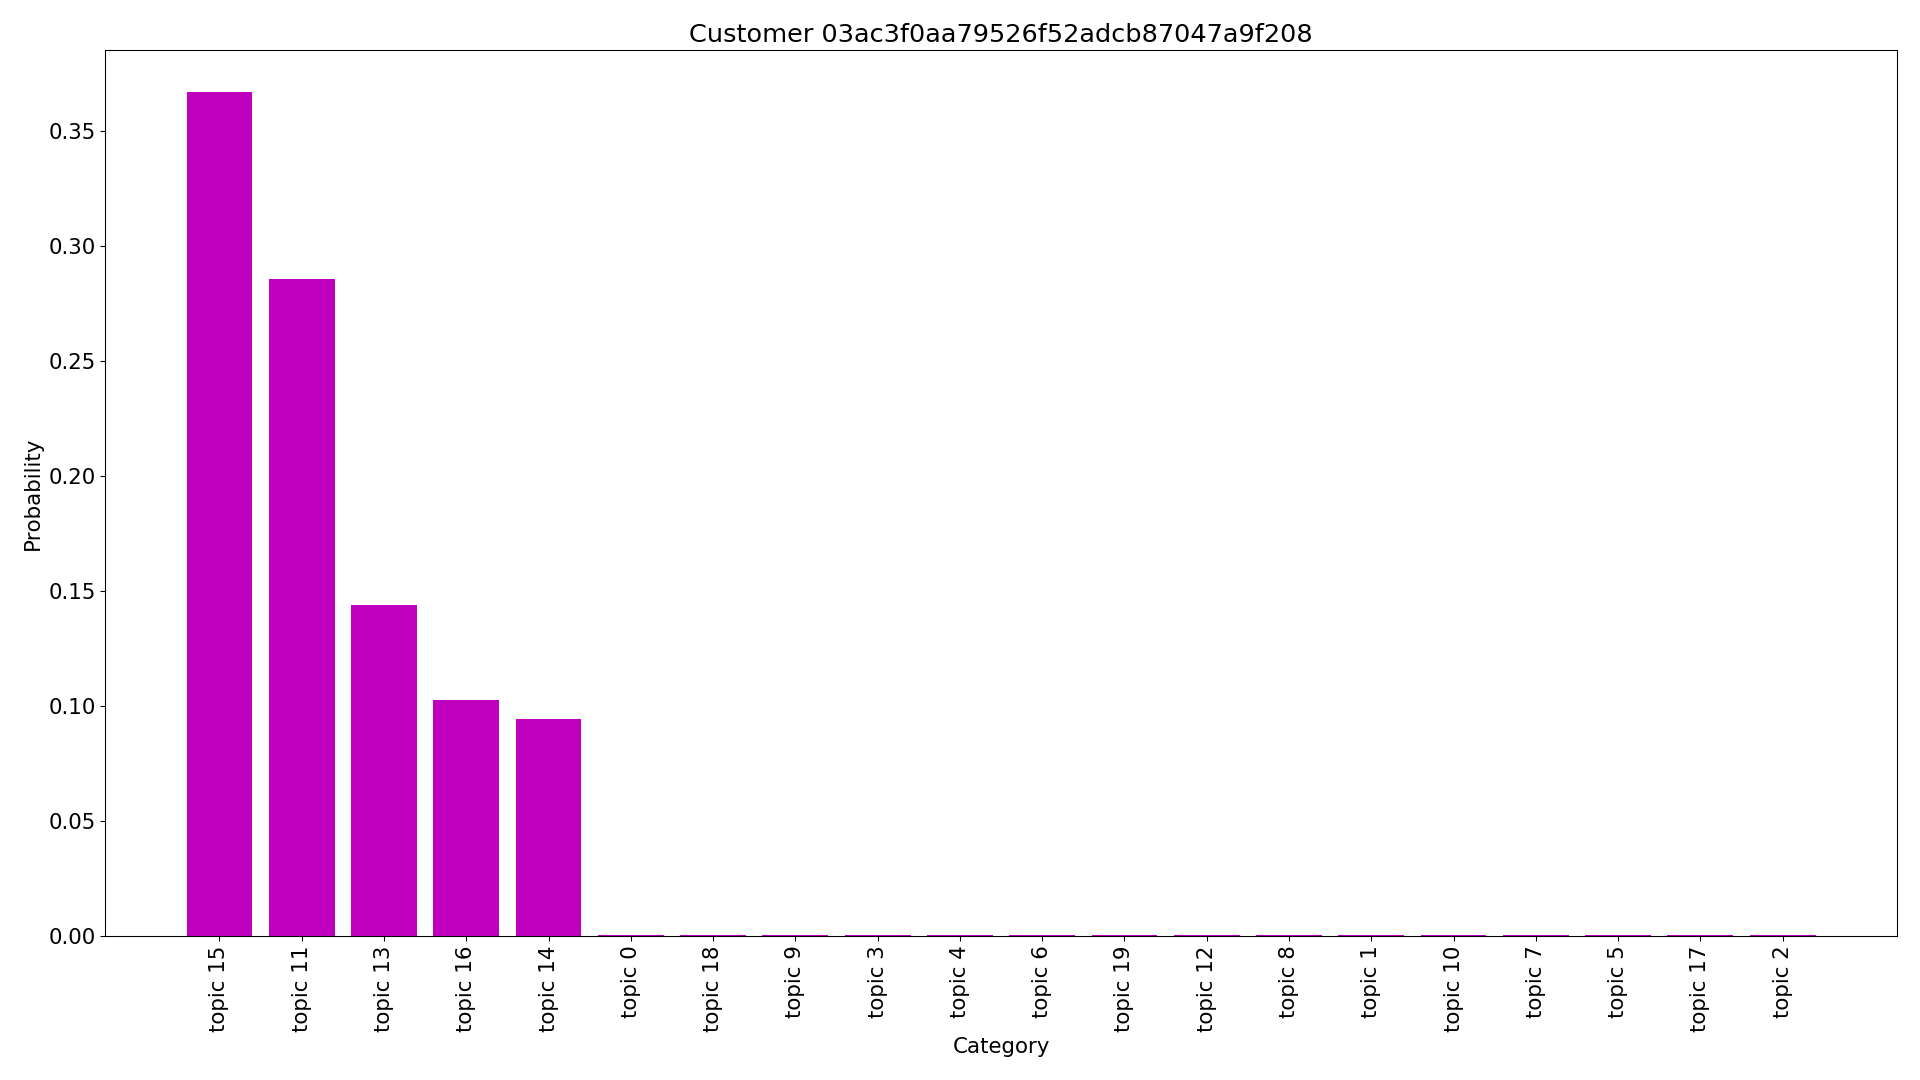 Customer 03ac3f0aa79526f52adcb87047a9f208
Probability
0.35
0.30
0.25
0.20
0.15
0.10
0.05
0.00
topic 15
topic 11
topic 13
topic 16
topic 14
topic 0
topic 18
topic 9
topic 3
topic 4
topic 6
topic 19
topic 12
topic 8
topic 1
topic 10
topic 7
topic 5
topic 17
topic 2
Category